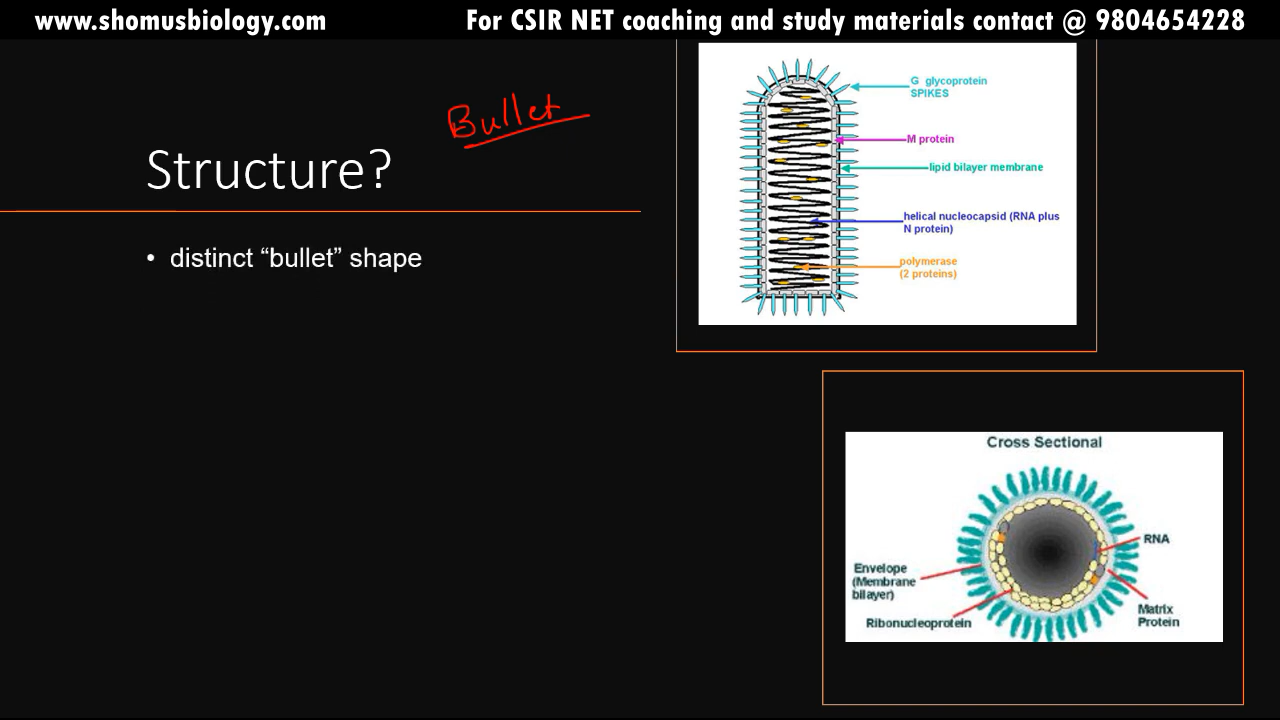 www.shomusbiology.com
For CSIR NET coaching and study materials contact @ 9804654228
Bullet
Structure?
• distinct “bullet” shape
G glycoprotein
SPIKES
M protein
lipid bilayer membrane
helical nucleocapsid (RNA plus
N protein)
polymerase
(2 proteins)
Cross Sectional
RNA
Envelope
(Membrane
bilayer)
Ribonucleoprotein
Matrix
Protein